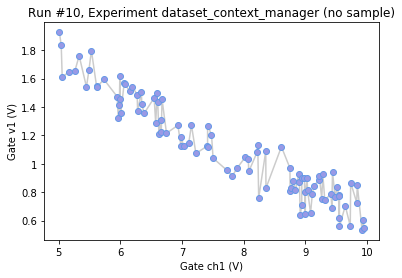 Run #10, Experiment dataset_context_manager (no sample)
Gate v1 (V)
1.8
1.6
1.4
1.2
1
0.8
0.6
5 6 7 8 9 10
Gate ch1 (V)